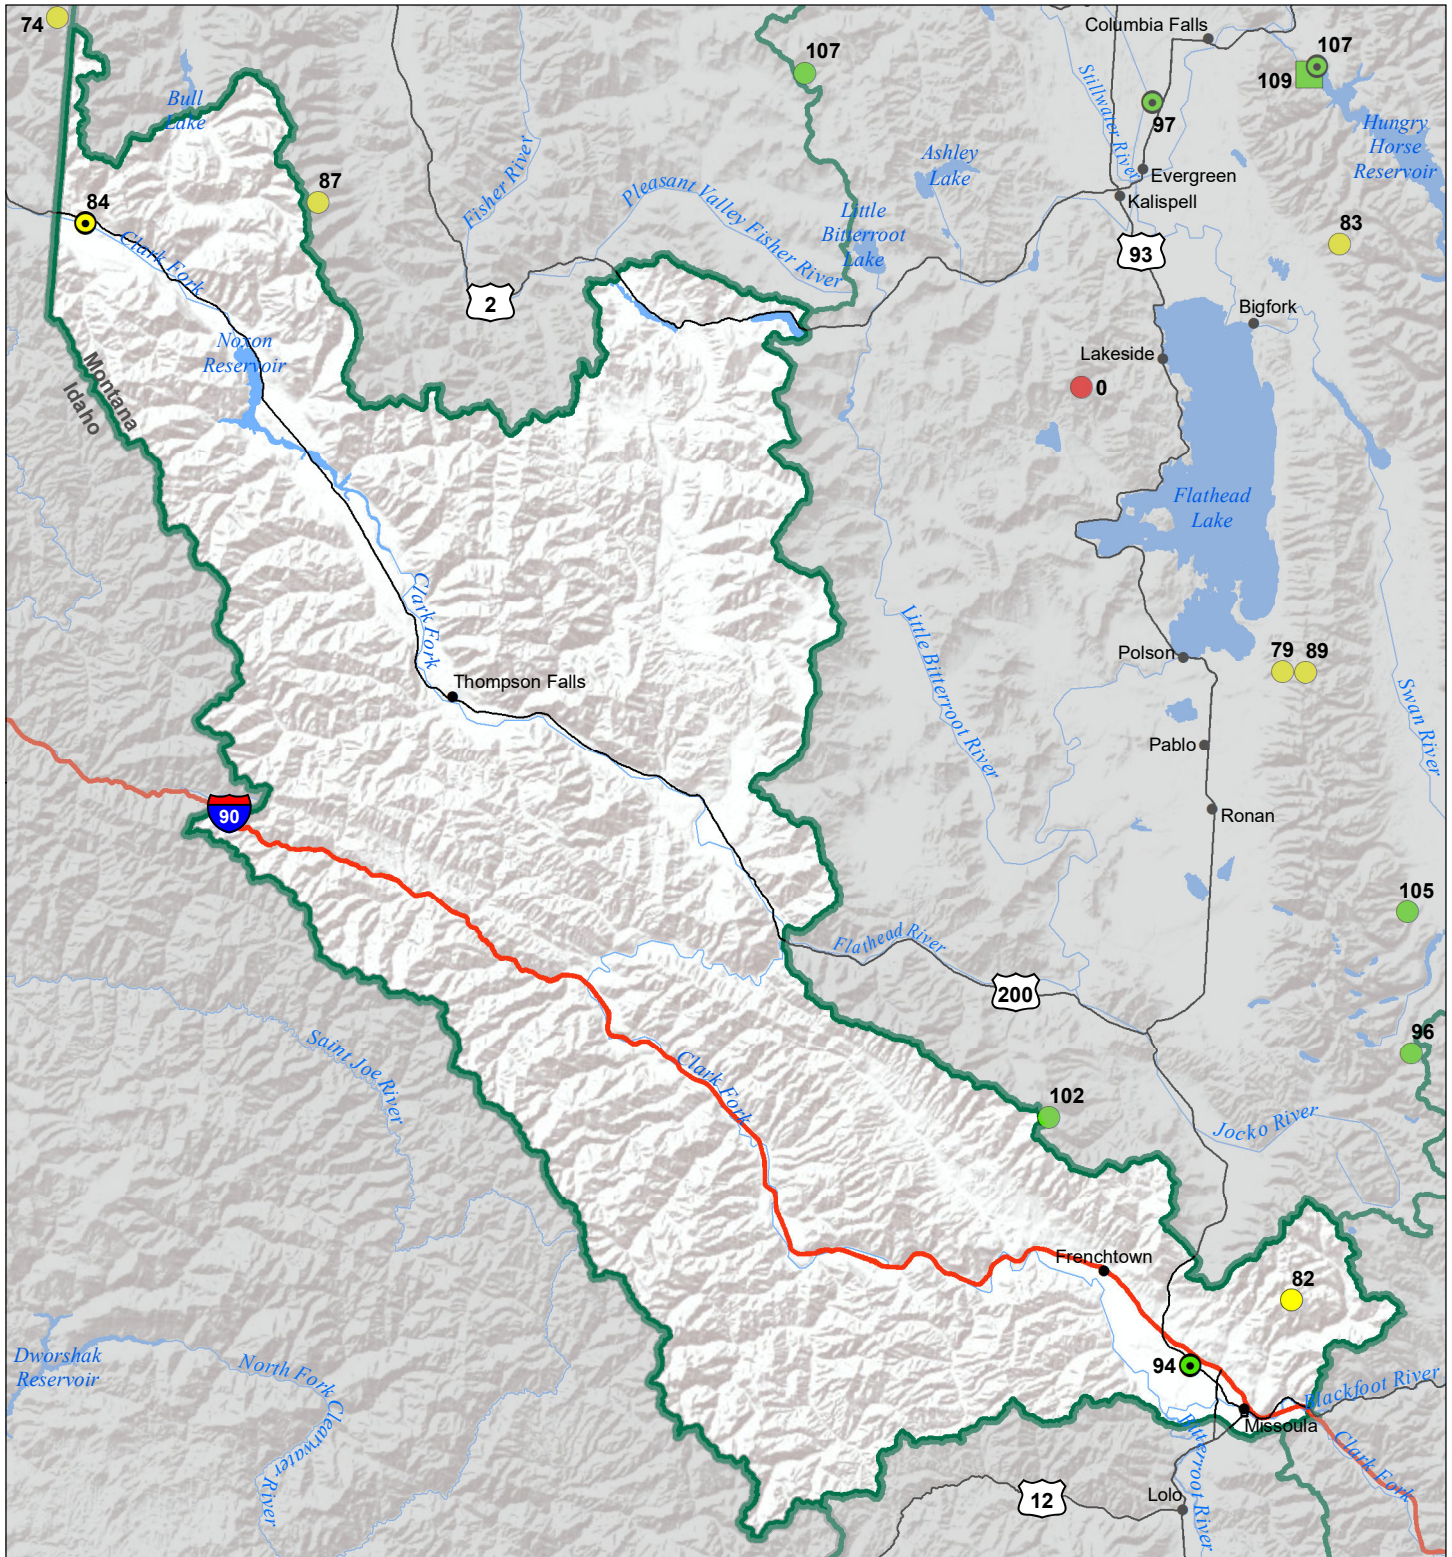 74
Columbia Falls
107
107
109
Bull
Lake
97
Stillwater River
Hungry
Horse
Reservoir
Fisher River
Ashley
Lake
Evergreen
87
Pleasant Valley Fisher River
Kalispell
84
Little
Bitterroot
Lake
83
Clark Fork
93
2
Bigfork
Noxon
Reservoir
Lakeside
Montana
Idaho
0
Flathead
Lake
Clark Fork
Little Bitterroot River
Polson
79
89
Thompson Falls
Swan River
Pablo
90
Ronan
105
Flathead River
200
Saint Joe River
96
Clark Fork
102
Jocko River
Frenchtown
82
Dworshak
Reservoir
North Fork Clearwater River
94
Blackfoot River
Missoula
Bitterroot River
Clark Fork
12
Lolo